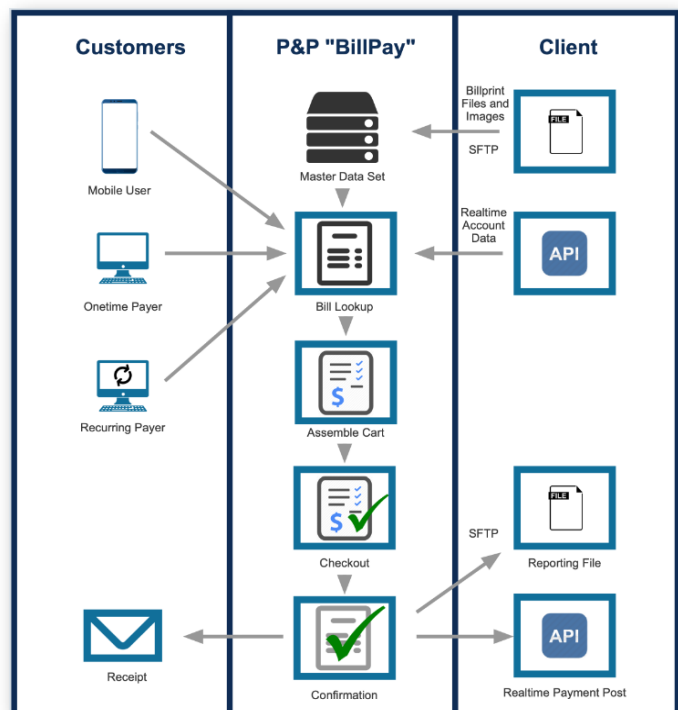 Customers
P&P "BillPay"
Client
Mobile User
Onetime Payer
Recurring Payer
Receipt
Master Data Set
Bill Lookup
$
Assemble Cart
$
Checkout
Confirmation
Billprint
Files and
Images
SFTP
FILE
Realtime
Account
Data
API
SFTP
FILE
Reporting File
API
Realtime Payment Post